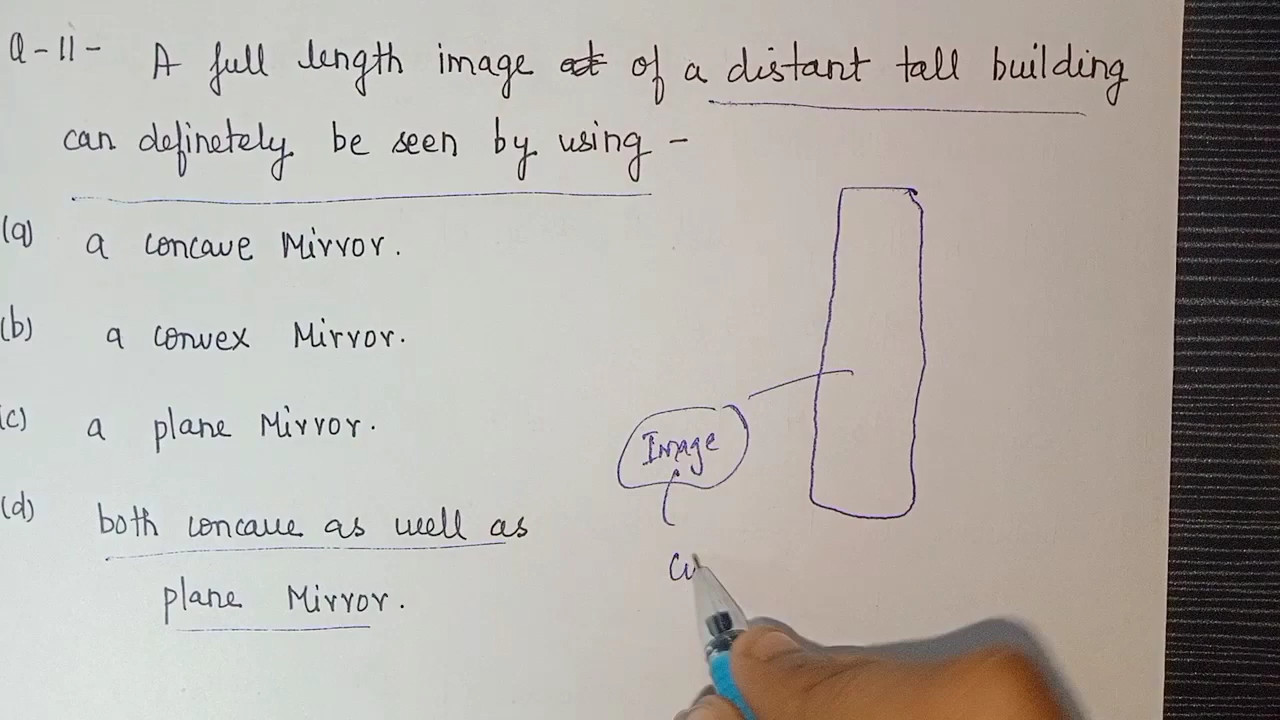 Q-11- A full length image of a distant tall building
can definetely be seen by using -
(a) a concave Mirror.
(b) a convex Mirror.
(c) a plane Mirror.
(d) both concave as well as
plane Mirror.
Image